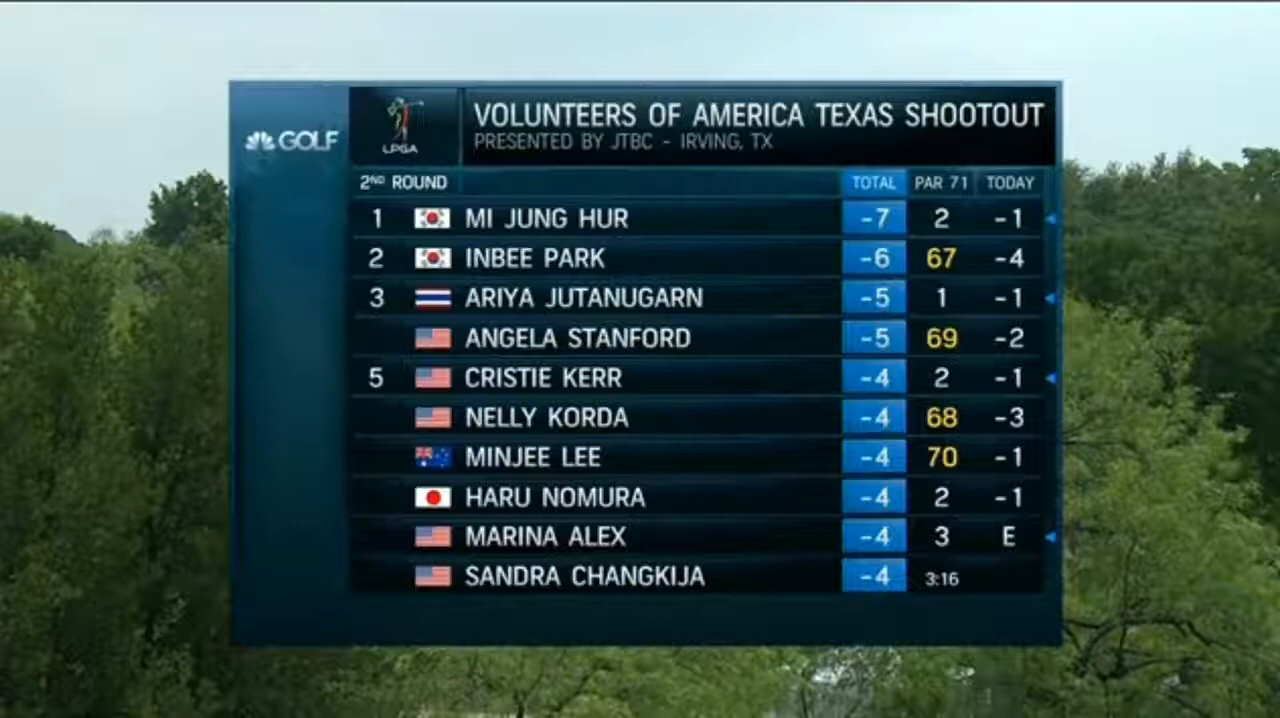 GOLF
LPGA
VOLUNTEERS OF AMERICA TEXAS SHOOTOUT
PRESENTED BY JTBC - IRVING, TX
2ND ROUND TOTAL PAR 71 TODAY
1 MI JUNG HUR -7 2 -1
2 INBEE PARK -6 67 -4
3 ARIYA JUTANUGARN -5 1 -1
ANGELA STANFORD -5 69 -2
5 CRISTIE KERR -4 2 -1
NELLY KORDA -4 68 -3
MINJEE LEE -4 70 -1
HARU NOMURA -4 2 -1
MARINA ALEX -4 3 E
SANDRA CHANGKIJA -4 3:16